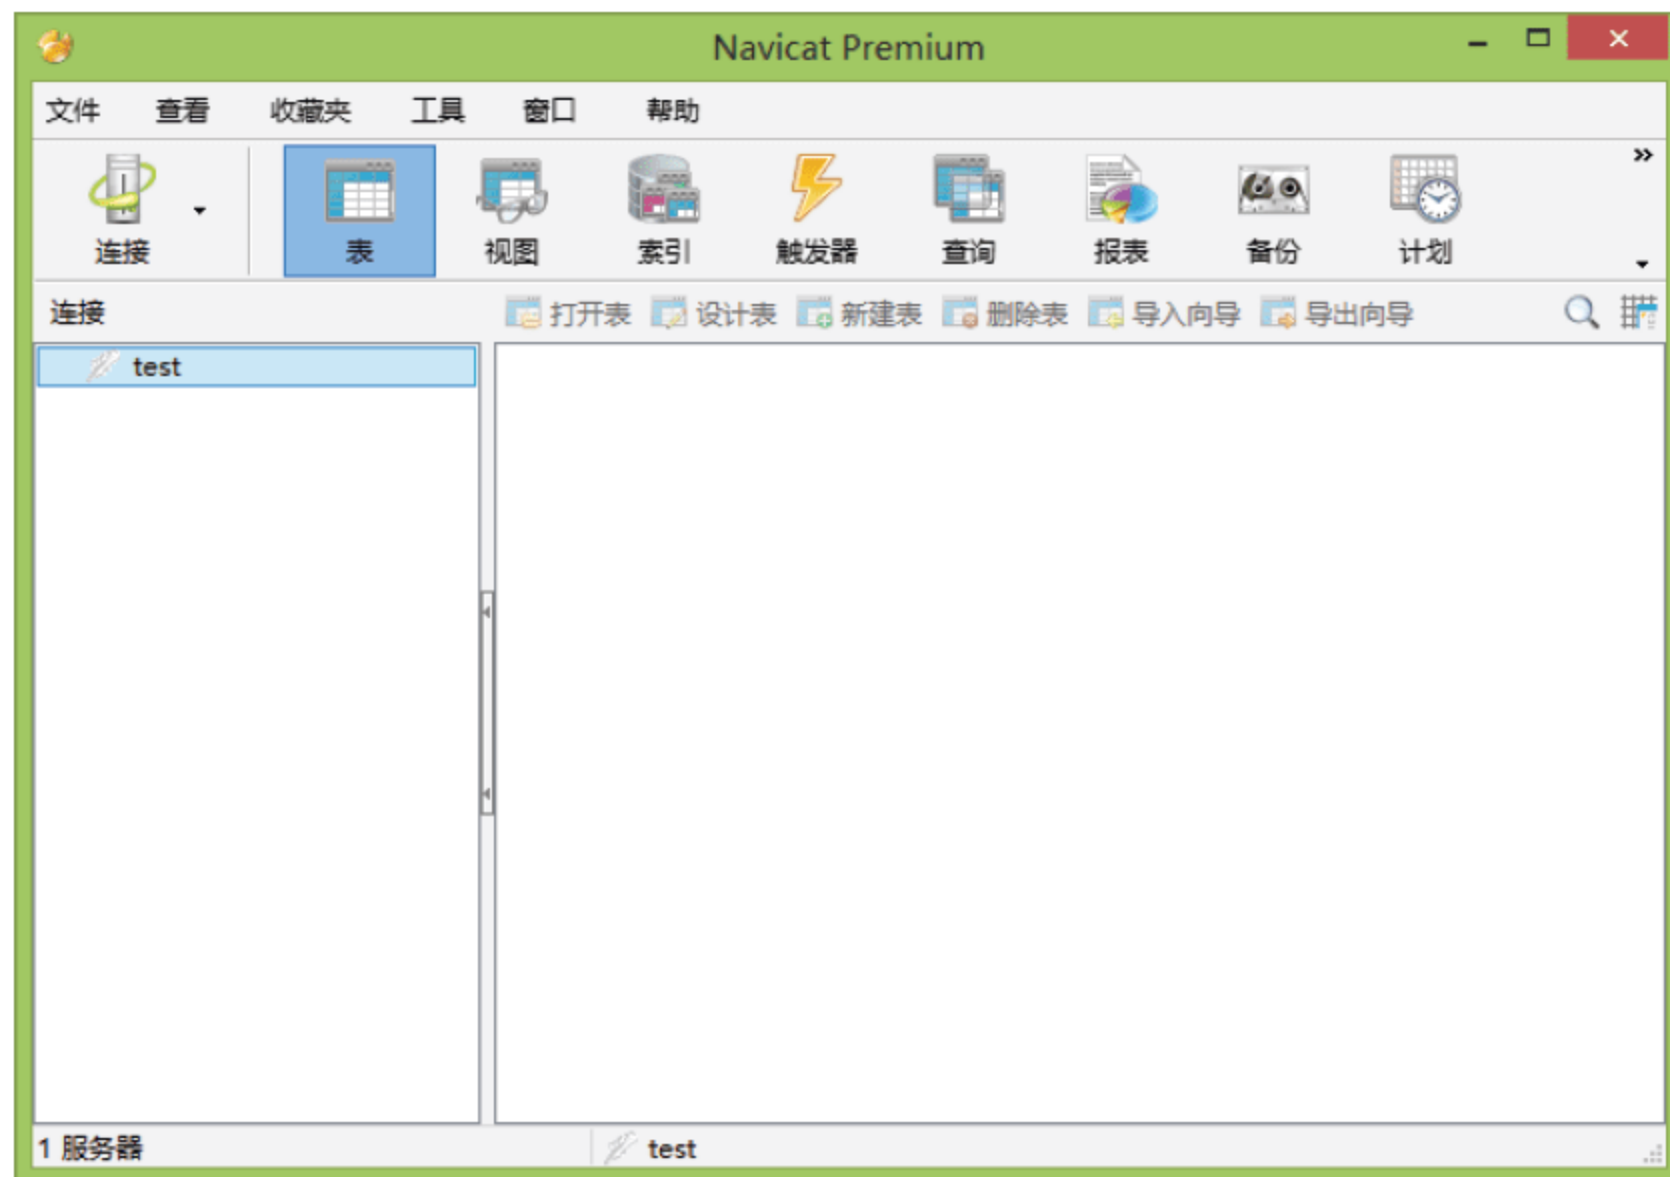 Navicat Premium
文件 查看 收藏夹 工具 窗口 帮助
连接 表 视图 索引 触发器 查询 报表 备份 计划
连接 打开表 设计表 新建表 删除表 导入向导 导出向导
test
1 服务器 test